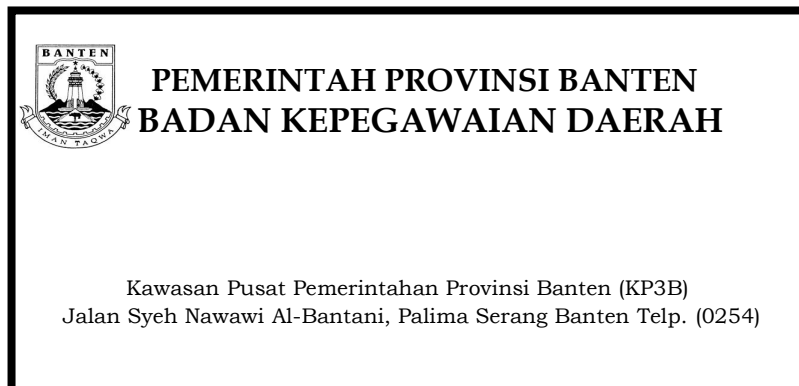 BANTEN
PEMERINTAH PROVINSI BANTEN
BADAN KEPEGAWAIAN DAERAH
IMAN TAQWA
Kawasan Pusat Pemerintahan Provinsi Banten (KP3B)
Jalan Syeh Nawawi Al-Bantani, Palima Serang Banten Telp. (0254)